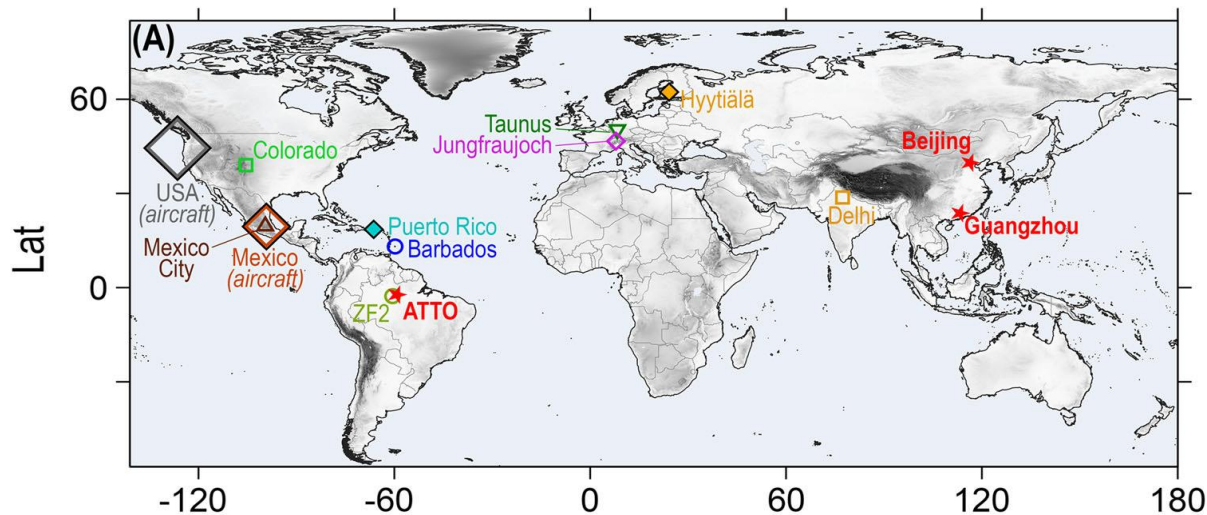 (A)
60
Hyytiälä
Taunus
Jungfraujoch
Beijing
Colorado
USA
(aircraft)
Delhi
Guangzhou
Puerto Rico
Barbados
Mexico
City
Mexico
(aircraft)
Lat
0
ZF2
ATTO
-120
-60
0
60
120
180